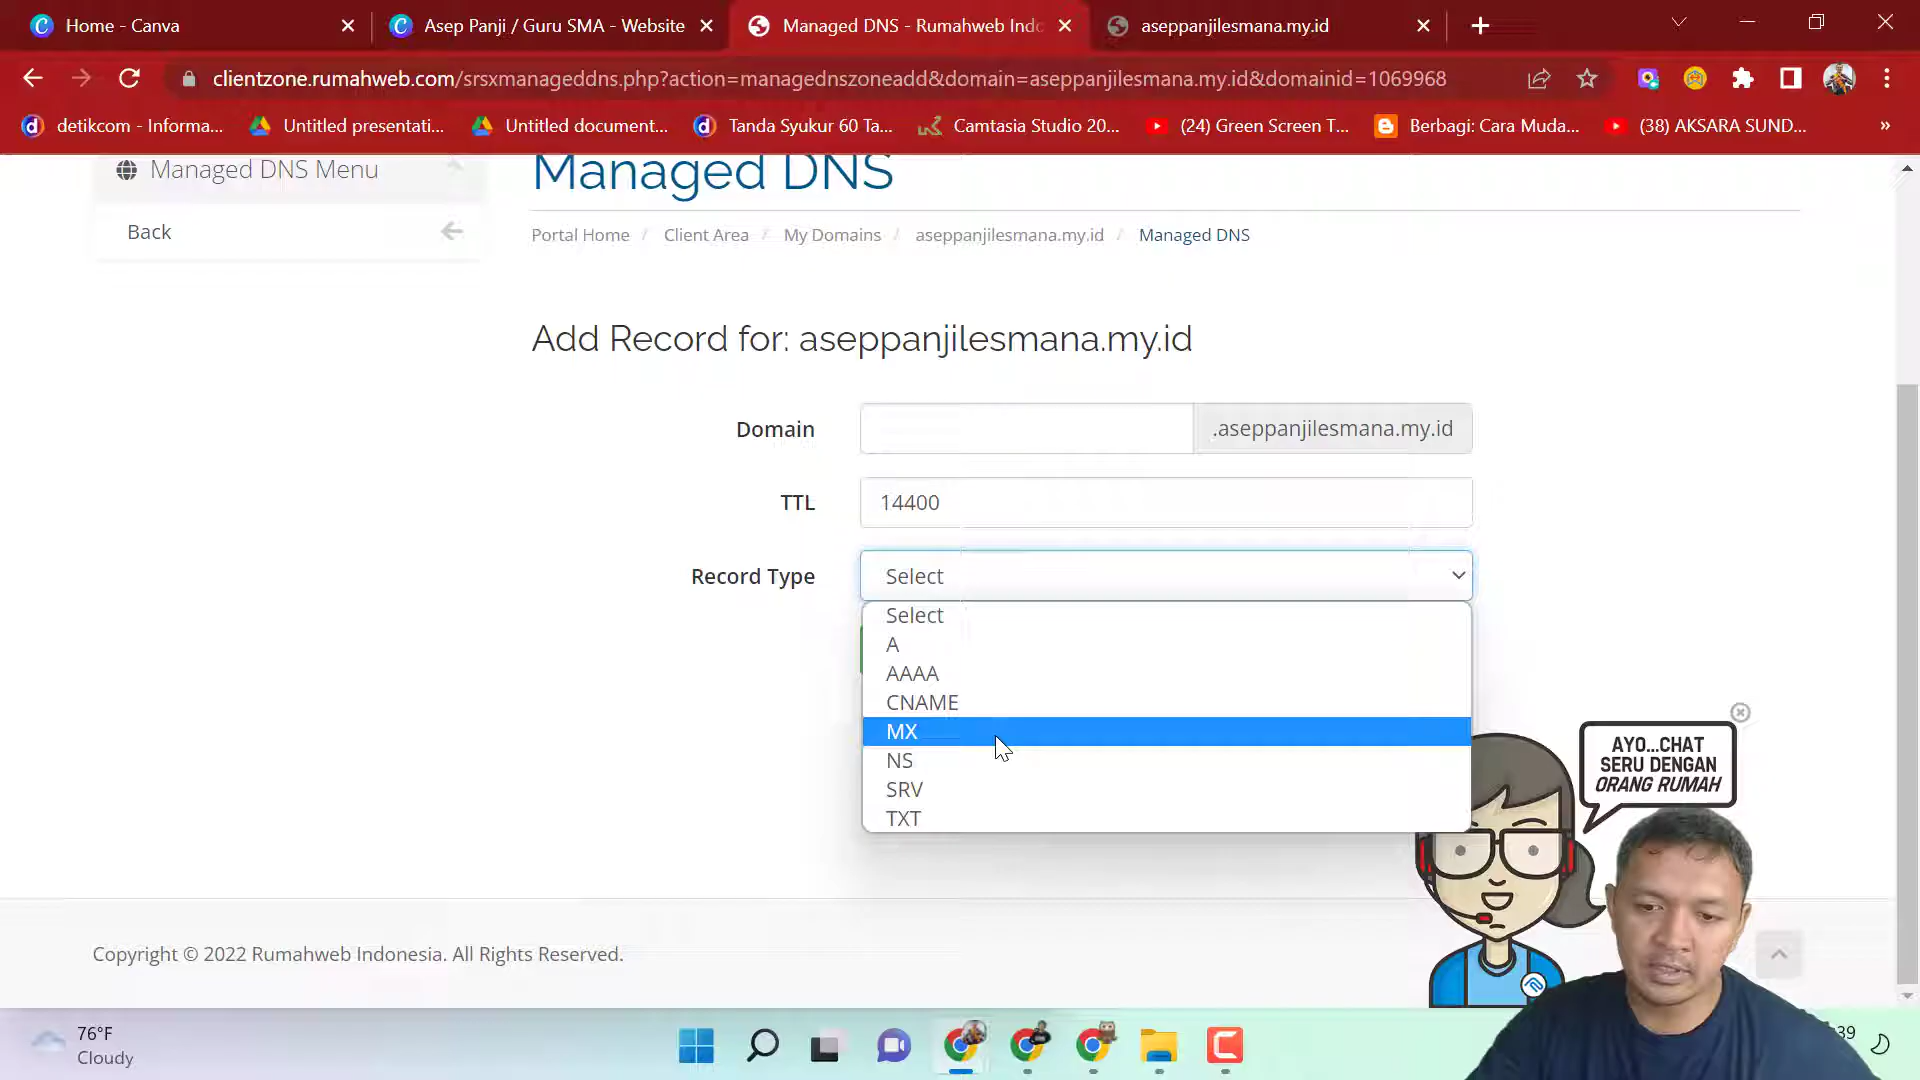 Home - Canva
Asep Panji / Guru SMA - Website
Managed DNS - Rumahweb Indo
aseppanjilesmana.my.id
clientzone.rumahweb.com/srsxmanageddns.php?action=managednszoneadd&domain=aseppanjilesmana.my.id&domainid=1069968
detikcom - Informa...
Untitled presentati...
Untitled document...
Tanda Syukur 60 Ta...
Camtasia Studio 20...
(24) Green Screen T...
Berbagi: Cara Muda...
(38) AKSARA SUND...
»
Managed DNS Menu
Back
Managed DNS
Portal Home / Client Area / My Domains / aseppanjilesmana.my.id / Managed DNS
Add Record for: aseppanjilesmana.my.id
Domain
.aseppanjilesmana.my.id
TTL
14400
Record Type
Select
Select
A
AAAA
CNAME
MX
NS
SRV
TXT
AYO...CHAT
SERU DENGAN
ORANG RUMAH
Copyright © 2022 Rumahweb Indonesia. All Rights Reserved.
76°F
Cloudy
39